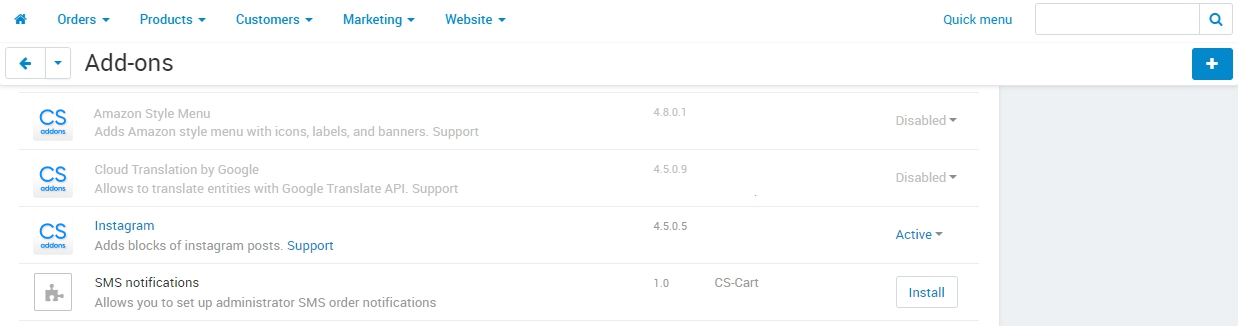 Orders Products Customers Marketing Website Quick menu
Add-ons
CS addons Amazon Style Menu 4.8.0.1 Disabled
Adds Amazon style menu with icons, labels, and banners. Support
CS addons Cloud Translation by Google 4.5.0.9 Disabled
Allows to translate entities with Google Translate API. Support
CS addons Instagram 4.5.0.5 Active
Adds blocks of instagram posts. Support
SMS notifications 1.0 CS-Cart Install
Allows you to set up administrator SMS order notifications